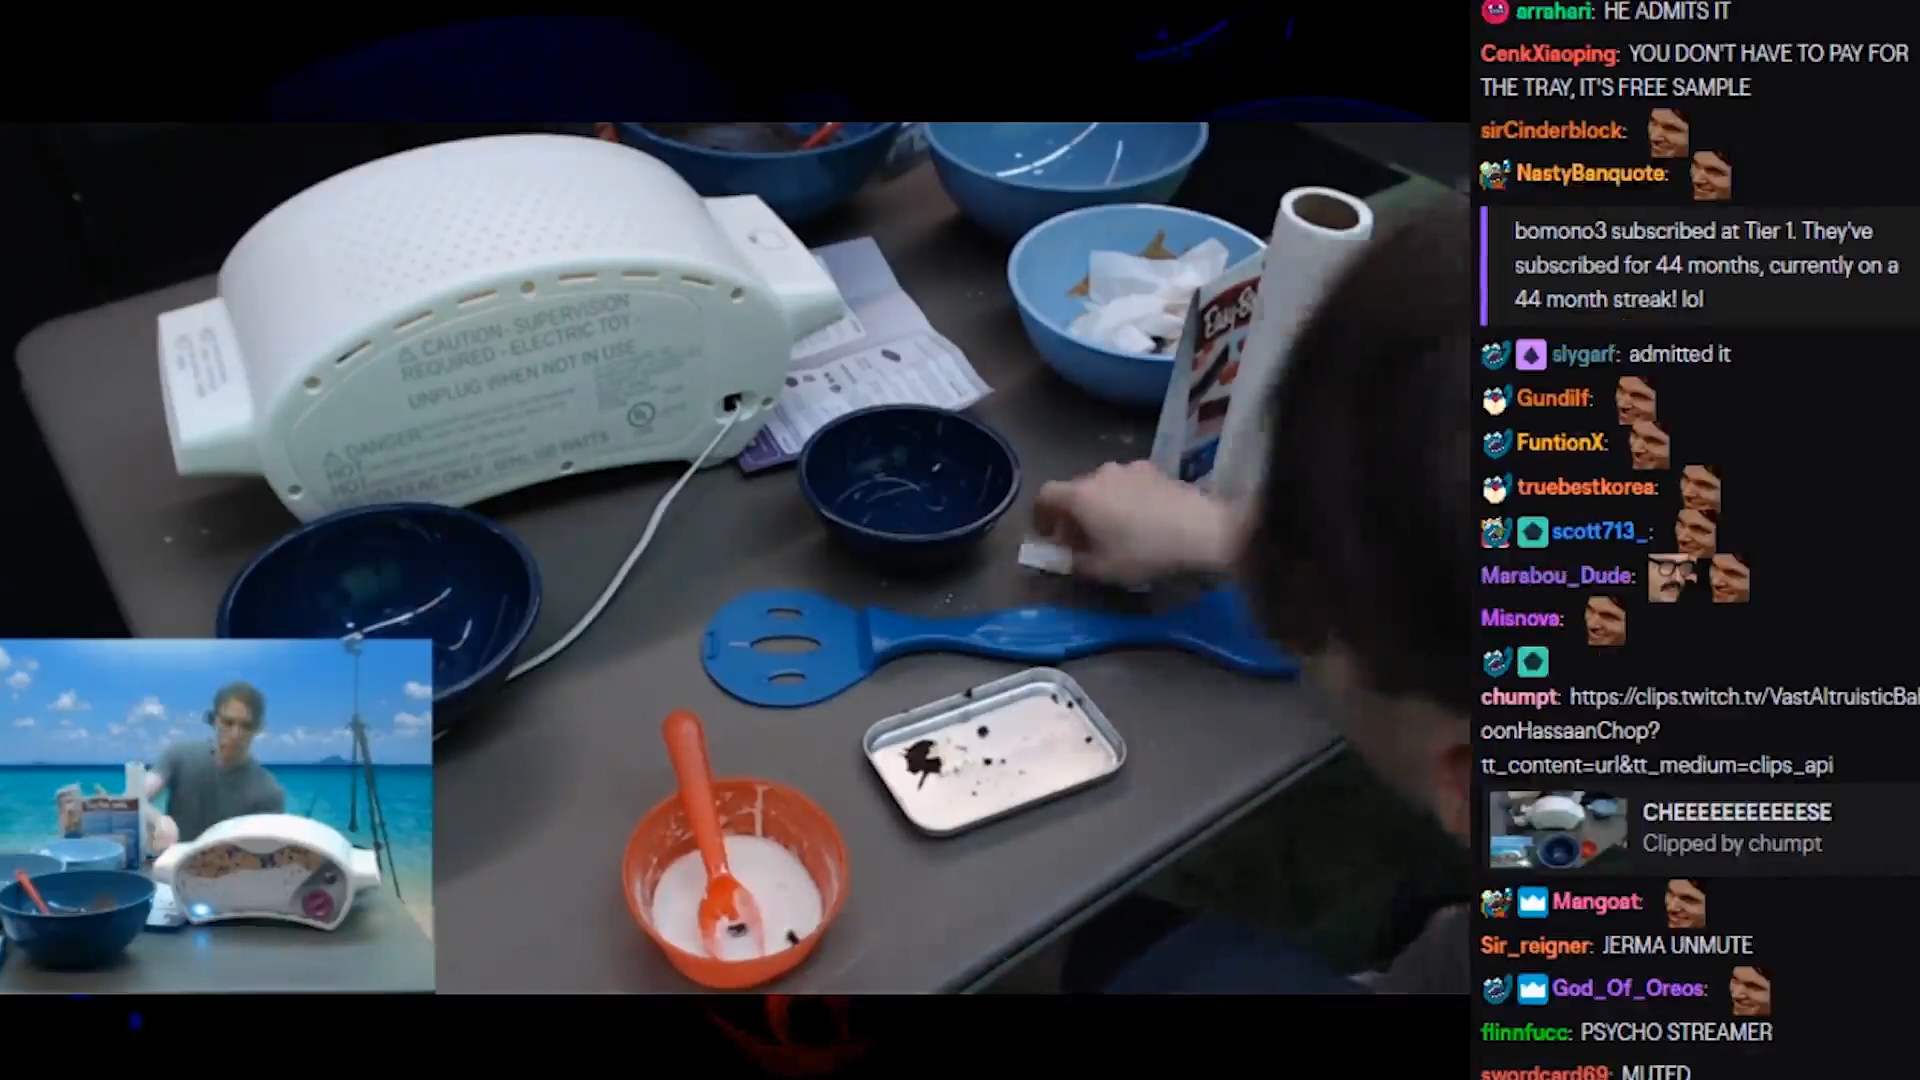 CAUTION - SUPERVISION
REQUIRED - ELECTRIC TOY -
UNPLUG WHEN NOT IN USE
DANGER
HOT
HOT
Easy-B
arrahari: HE ADMITS IT
CenkXiaoping: YOU DON'T HAVE TO PAY FOR
THE TRAY, IT'S FREE SAMPLE
sirCinderblock:
NastyBanquote:
bomono3 subscribed at Tier 1. They've
subscribed for 44 months, currently on a
44 month streak! lol
slygarf: admitted it
Gundilf:
FuntionX:
truebestkorea:
scott713_:
Marabou_Dude:
Misnova:
chumpt: https://clips.twitch.tv/VastAltruisticBal
oonHassaanChop?
tt_content=url&tt_medium=clips_api
CHEEEEEEEEEEESE
Clipped by chumpt
Mangoat:
Sir_reigner: JERMA UNMUTE
God_Of_Oreos:
flinnfucc: PSYCHO STREAMER
swordcard69: MUTED